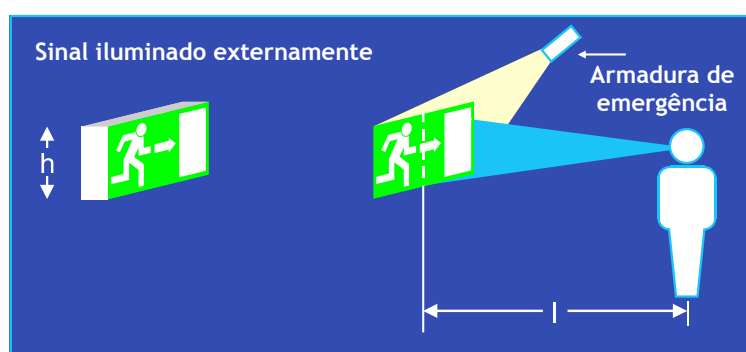 Sinal iluminado externamente
Armadura de
emergência
h
l